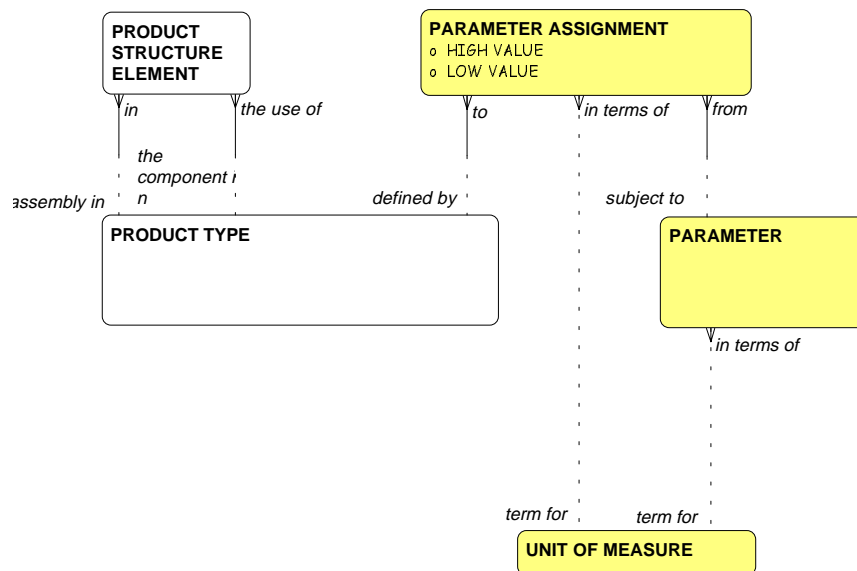 PRODUCT
STRUCTURE
ELEMENT
PARAMETER ASSIGNMENT
o HIGH VALUE
o LOW VALUE
in
the use of
to
in terms of
from
the
component
n
assembly in
defined by
subject to
PRODUCT TYPE
PARAMETER
in terms of
term for
term for
UNIT OF MEASURE